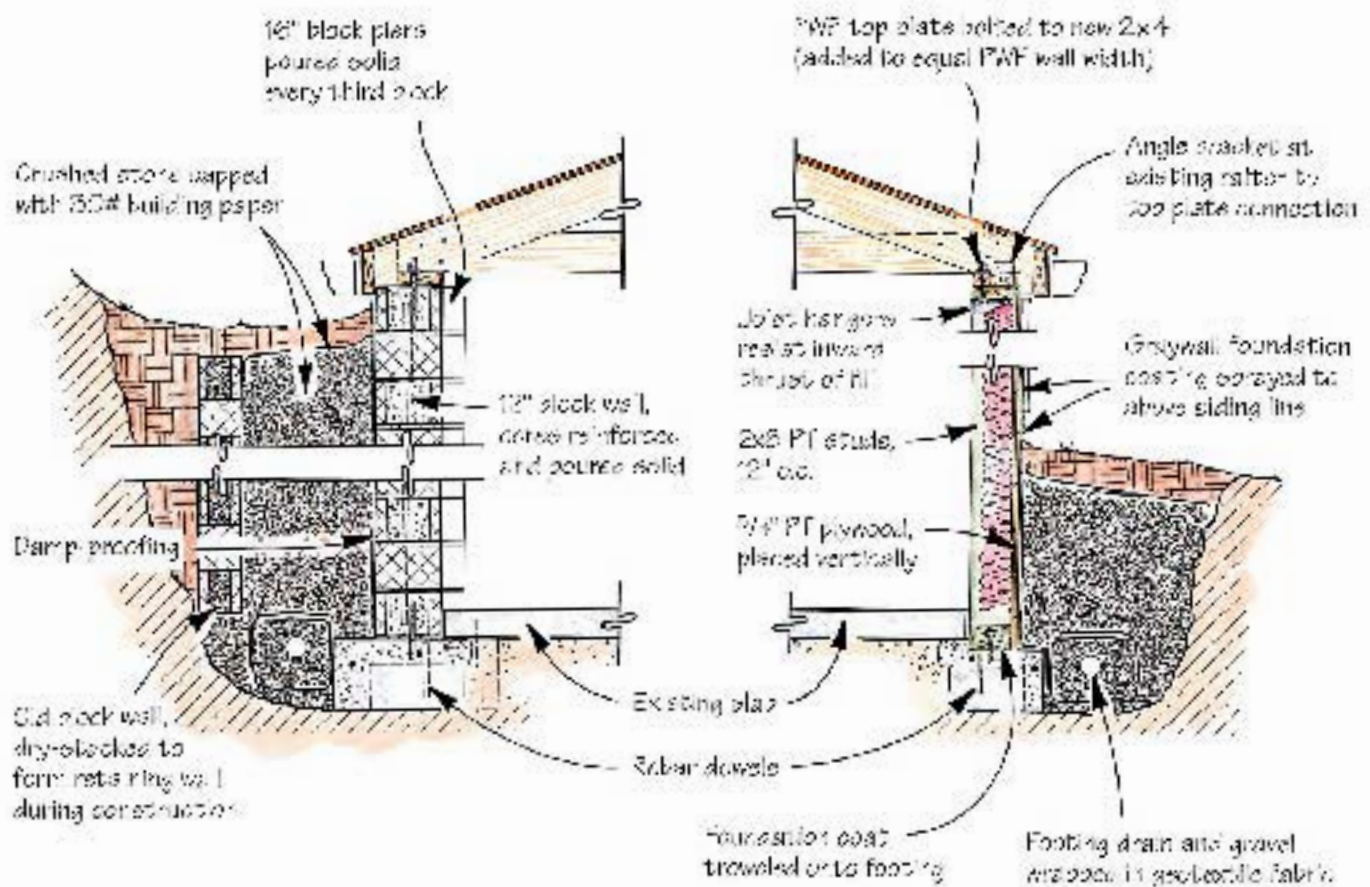 16" block piers
poured solid
every third block
PWF top plate bolted to new 2x4
(added to equal PWF wall width)
Crushed stone capped
with 30# building paper
Angle bracket at
existing rafter to
top plate connection
Joist hangers
resist inward
thrust of fill
Graywall foundation
coating sprayed to
above siding line
12" block wall,
cores reinforced
and poured solid
PT studs,
12" o.c.
3/4" PT plywood,
placed vertically
Damp-proofing
Existing slab
Old block wall,
dry-stacked to
form retaining wall
during construction
Rebar dowels
Foundation coat
troweled onto footing
Footing drain and gravel
wrapped in geotextile fabric